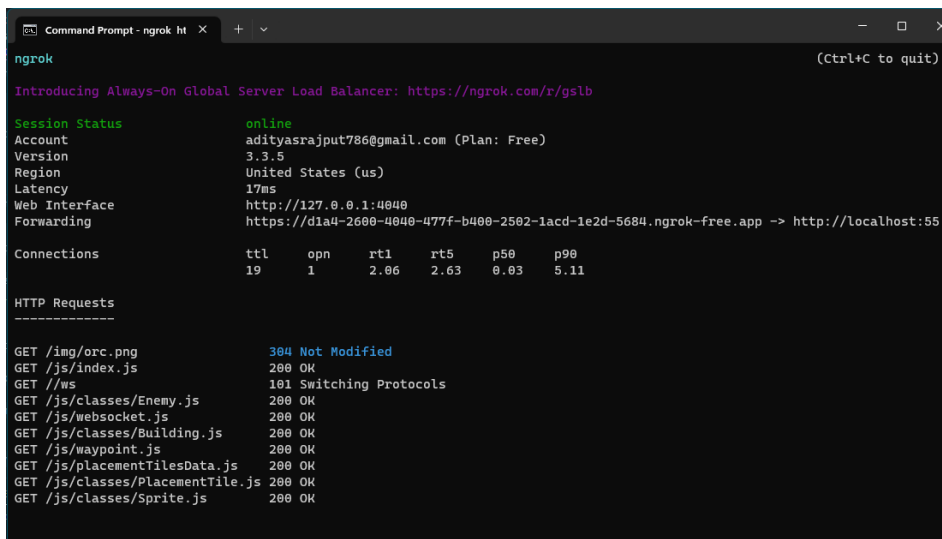 Command Prompt - ngrok ht
ngrok (Ctrl+C to quit)
Introducing Always-On Global Server Load Balancer: https://ngrok.com/r/gslb
Session Status online
Account adityasrajput786@gmail.com (Plan: Free)
Version 3.3.5
Region United States (us)
Latency 17ms
Web Interface http://127.0.0.1:4040
Forwarding https://d1a4-2600-4040-477f-b400-2502-1acd-1e2d-5684.ngrok-free.app -> http://localhost:55
Connections ttl opn rt1 rt5 p50 p90
19 1 2.06 2.63 0.03 5.11
HTTP Requests
-------------
GET /img/orc.png 304 Not Modified
GET /js/index.js 200 OK
GET //ws 101 Switching Protocols
GET /js/classes/Enemy.js 200 OK
GET /js/websocket.js 200 OK
GET /js/classes/Building.js 200 OK
GET /js/waypoint.js 200 OK
GET /js/placementTilesData.js 200 OK
GET /js/classes/PlacementTile.js 200 OK
GET /js/classes/Sprite.js 200 OK